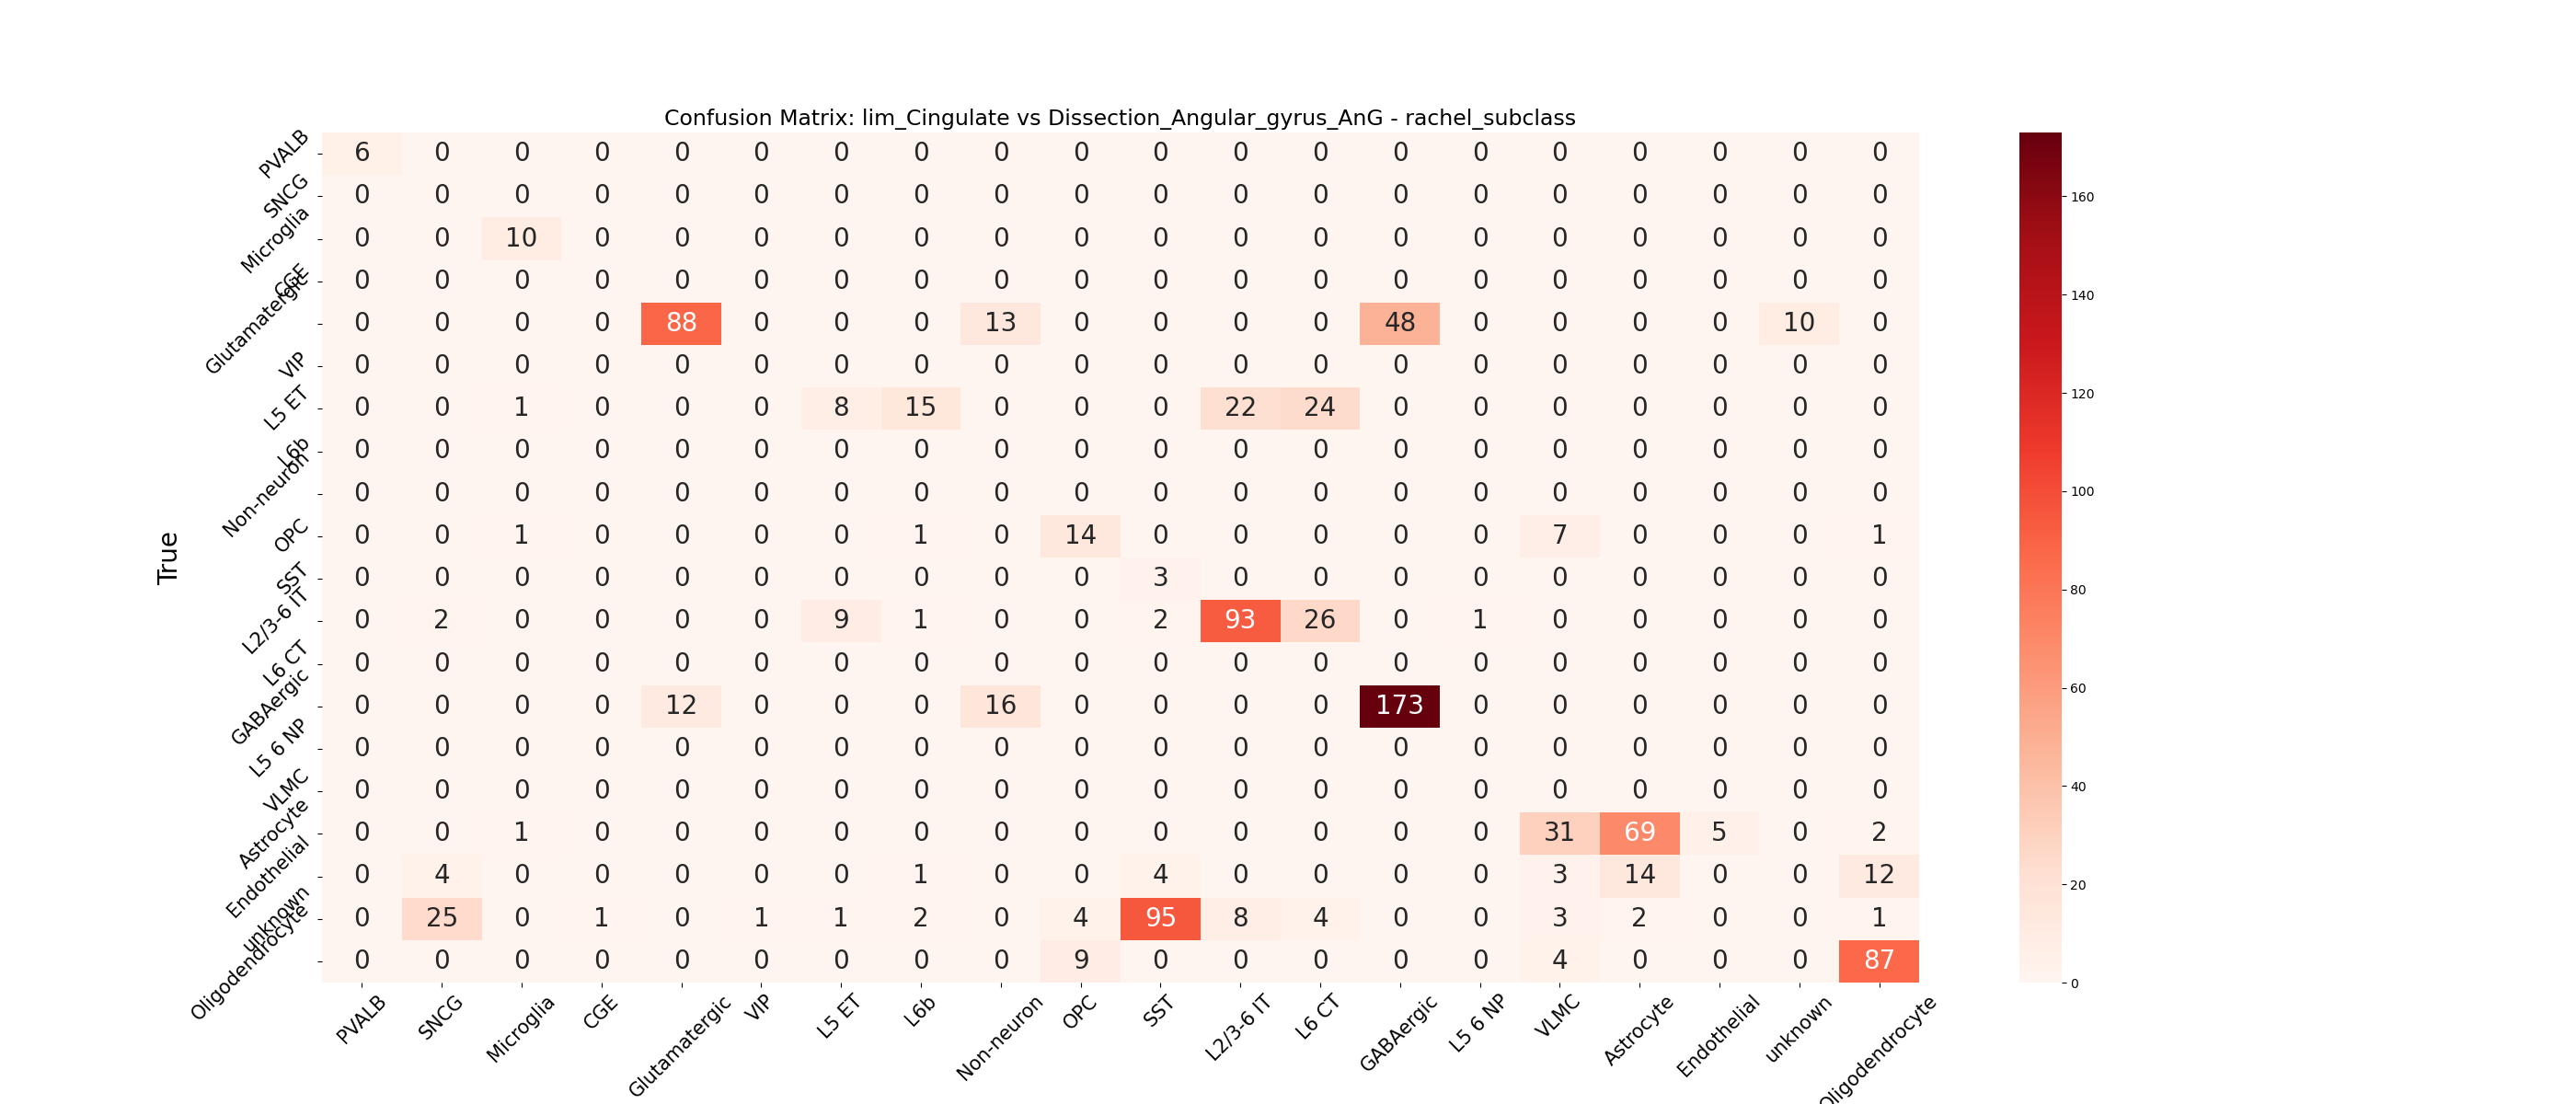 Confusion Matrix: lim_Cingulate vs Dissection_Angular_gyrus_AnG - rachel_subclass
True
PVALB 6 0 0 0 0 0 0 0 0 0 0 0 0 0 0 0 0 0 0 0
SNCG 0 0 0 0 0 0 0 0 0 0 0 0 0 0 0 0 0 0 0 0
Microglia 0 0 10 0 0 0 0 0 0 0 0 0 0 0 0 0 0 0 0 0
CGE 0 0 0 0 0 0 0 0 0 0 0 0 0 0 0 0 0 0 0 0
Glutamatergic 0 0 0 0 88 0 0 0 13 0 0 0 0 48 0 0 0 0 10 0
VIP 0 0 0 0 0 0 0 0 0 0 0 0 0 0 0 0 0 0 0 0
L5 ET 0 0 1 0 0 0 8 15 0 0 0 22 24 0 0 0 0 0 0 0
L6b 0 0 0 0 0 0 0 0 0 0 0 0 0 0 0 0 0 0 0 0
Non-neuron 0 0 0 0 0 0 0 0 0 0 0 0 0 0 0 0 0 0 0 0
OPC 0 0 1 0 0 0 0 1 0 14 0 0 0 0 0 7 0 0 0 1
SST 0 0 0 0 0 0 0 0 0 0 3 0 0 0 0 0 0 0 0 0
L2/3-6 IT 0 2 0 0 0 0 9 1 0 0 2 93 26 0 1 0 0 0 0 0
L6 CT 0 0 0 0 0 0 0 0 0 0 0 0 0 0 0 0 0 0 0 0
GABAergic 0 0 0 0 12 0 0 0 16 0 0 0 0 173 0 0 0 0 0 0
L5 6 NP 0 0 0 0 0 0 0 0 0 0 0 0 0 0 0 0 0 0 0 0
VLMC 0 0 0 0 0 0 0 0 0 0 0 0 0 0 0 0 0 0 0 0
Astrocyte 0 0 1 0 0 0 0 0 0 0 0 0 0 0 0 31 69 5 0 2
Endothelial 0 4 0 0 0 0 0 1 0 0 4 0 0 0 0 3 14 0 0 12
unknown 0 25 0 1 0 1 1 2 0 4 95 8 4 0 0 3 2 0 0 1
Oligodendrocyte 0 0 0 0 0 0 0 0 0 9 0 0 0 0 0 4 0 0 0 87
PVALB SNCG Microglia CGE Glutamatergic VIP L5 ET L6b Non-neuron OPC SST L2/3-6 IT L6 CT GABAergic L5 6 NP VLMC Astrocyte Endothelial unknown Oligodendrocyte
160
140
120
100
80
60
40
20
0